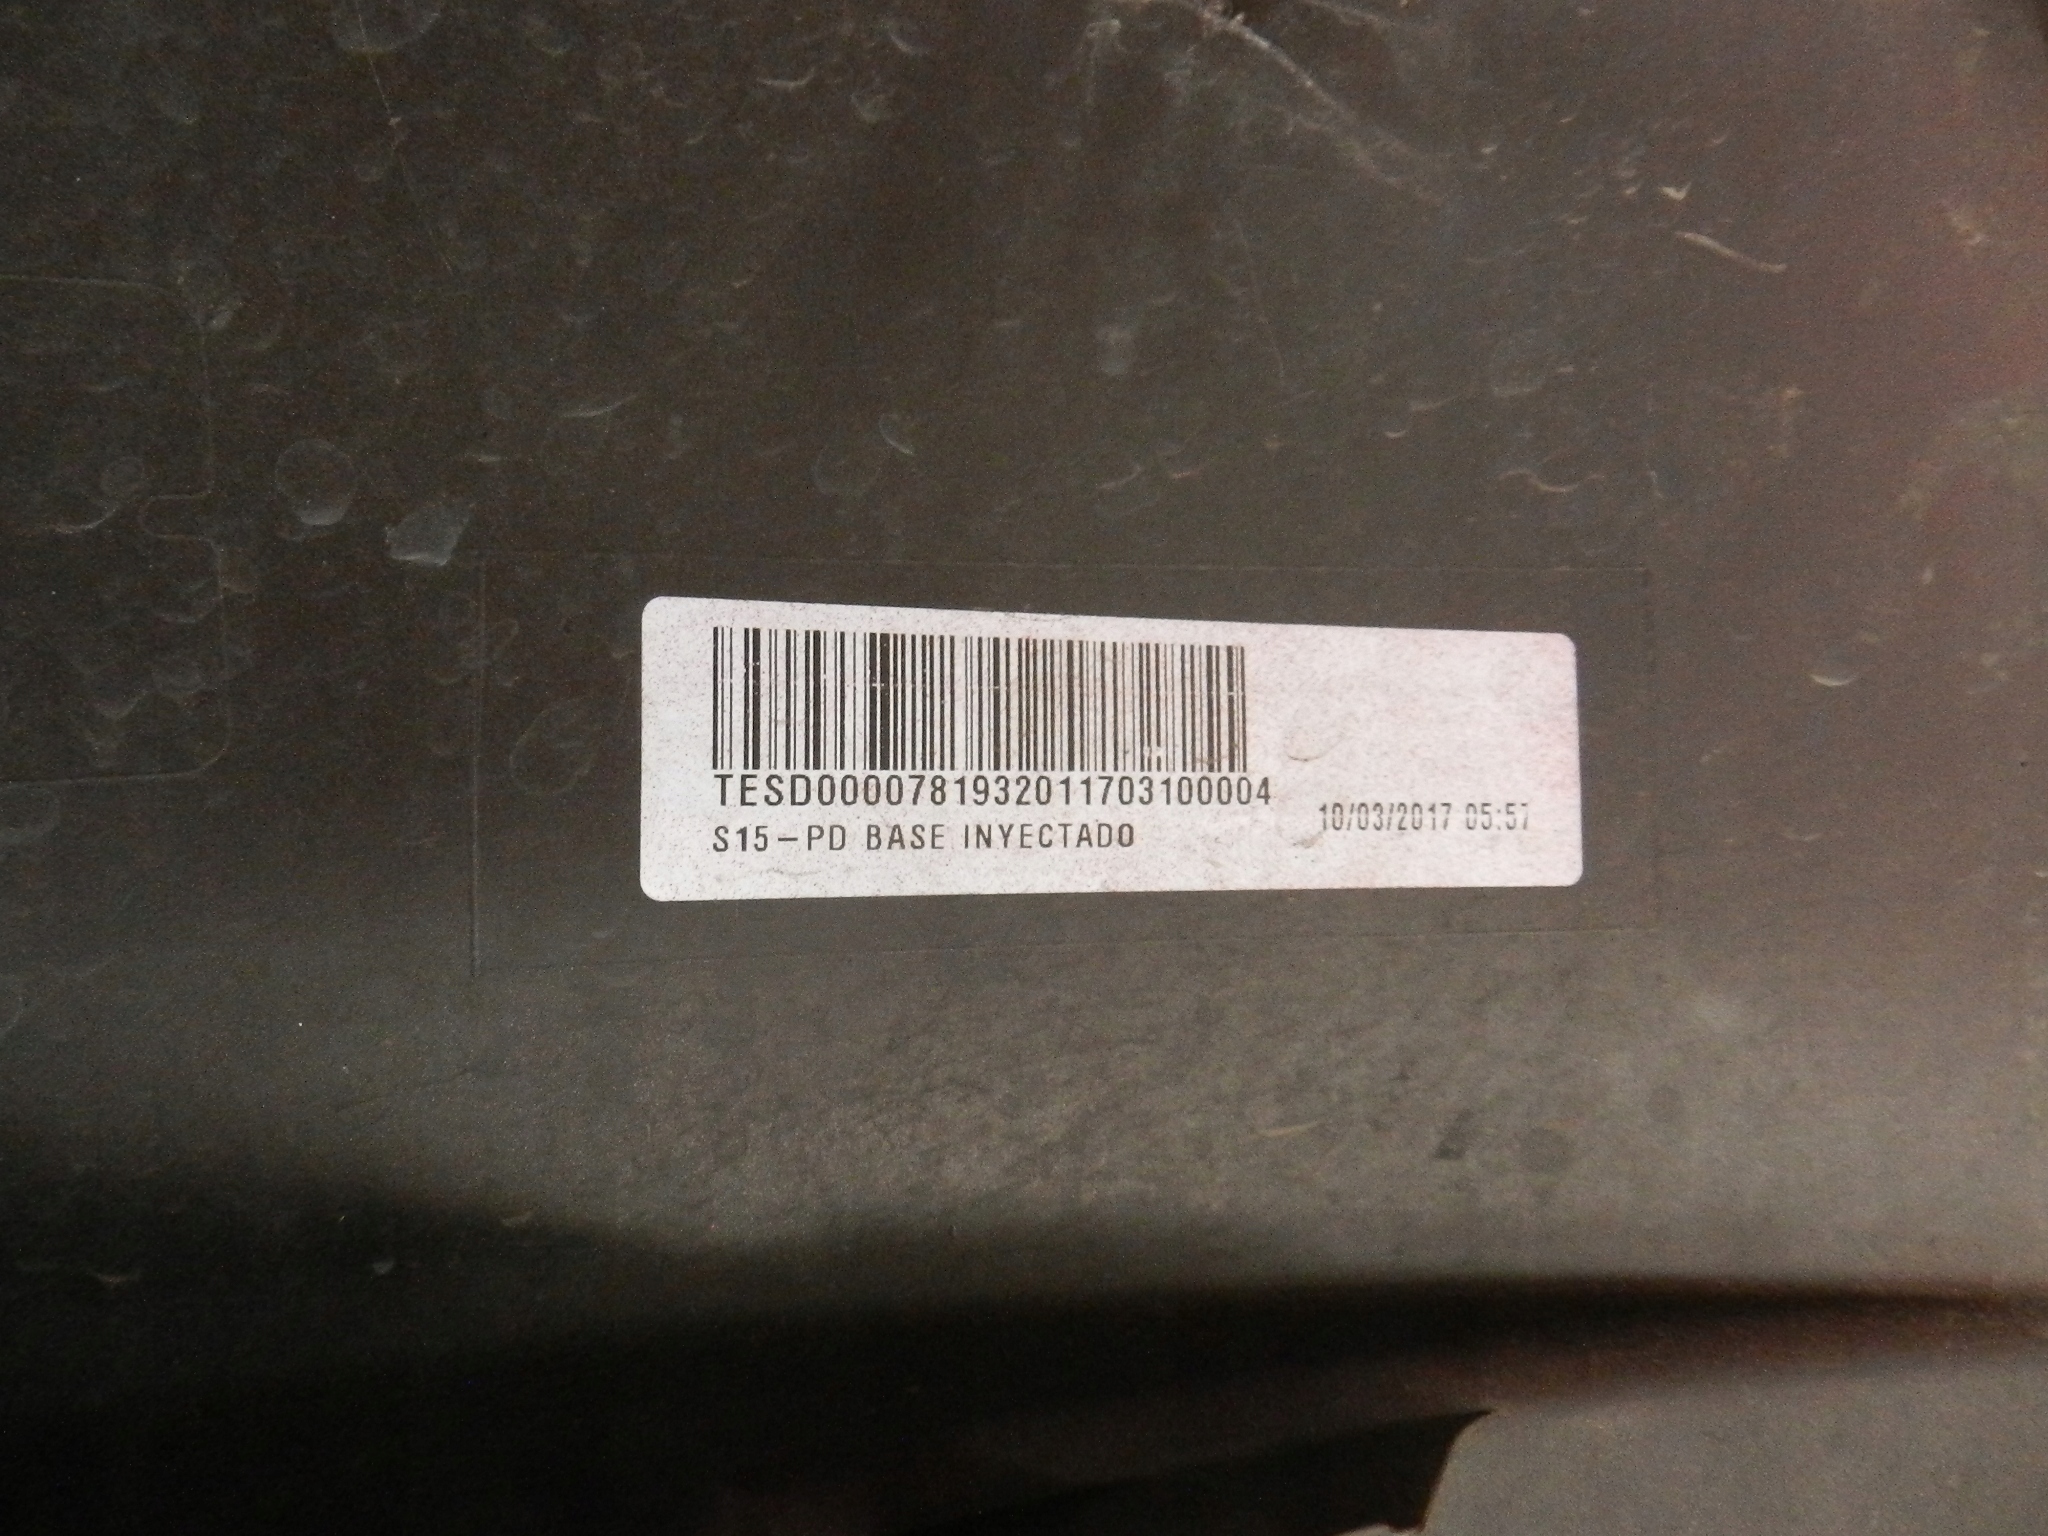 TESD0000781932011703100004
S15-PD BASE INYECTADO
10/03/2017 05:57